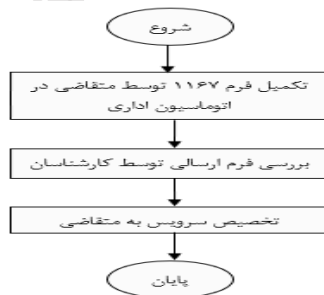 شروع
تکمیل فرم ۱۱۶۷ توسط متقاضی در
اتوماسیون اداری
بررسی فرم ارسالی توسط کارشناسان
تخصیص سرویس به متقاضی
پایان